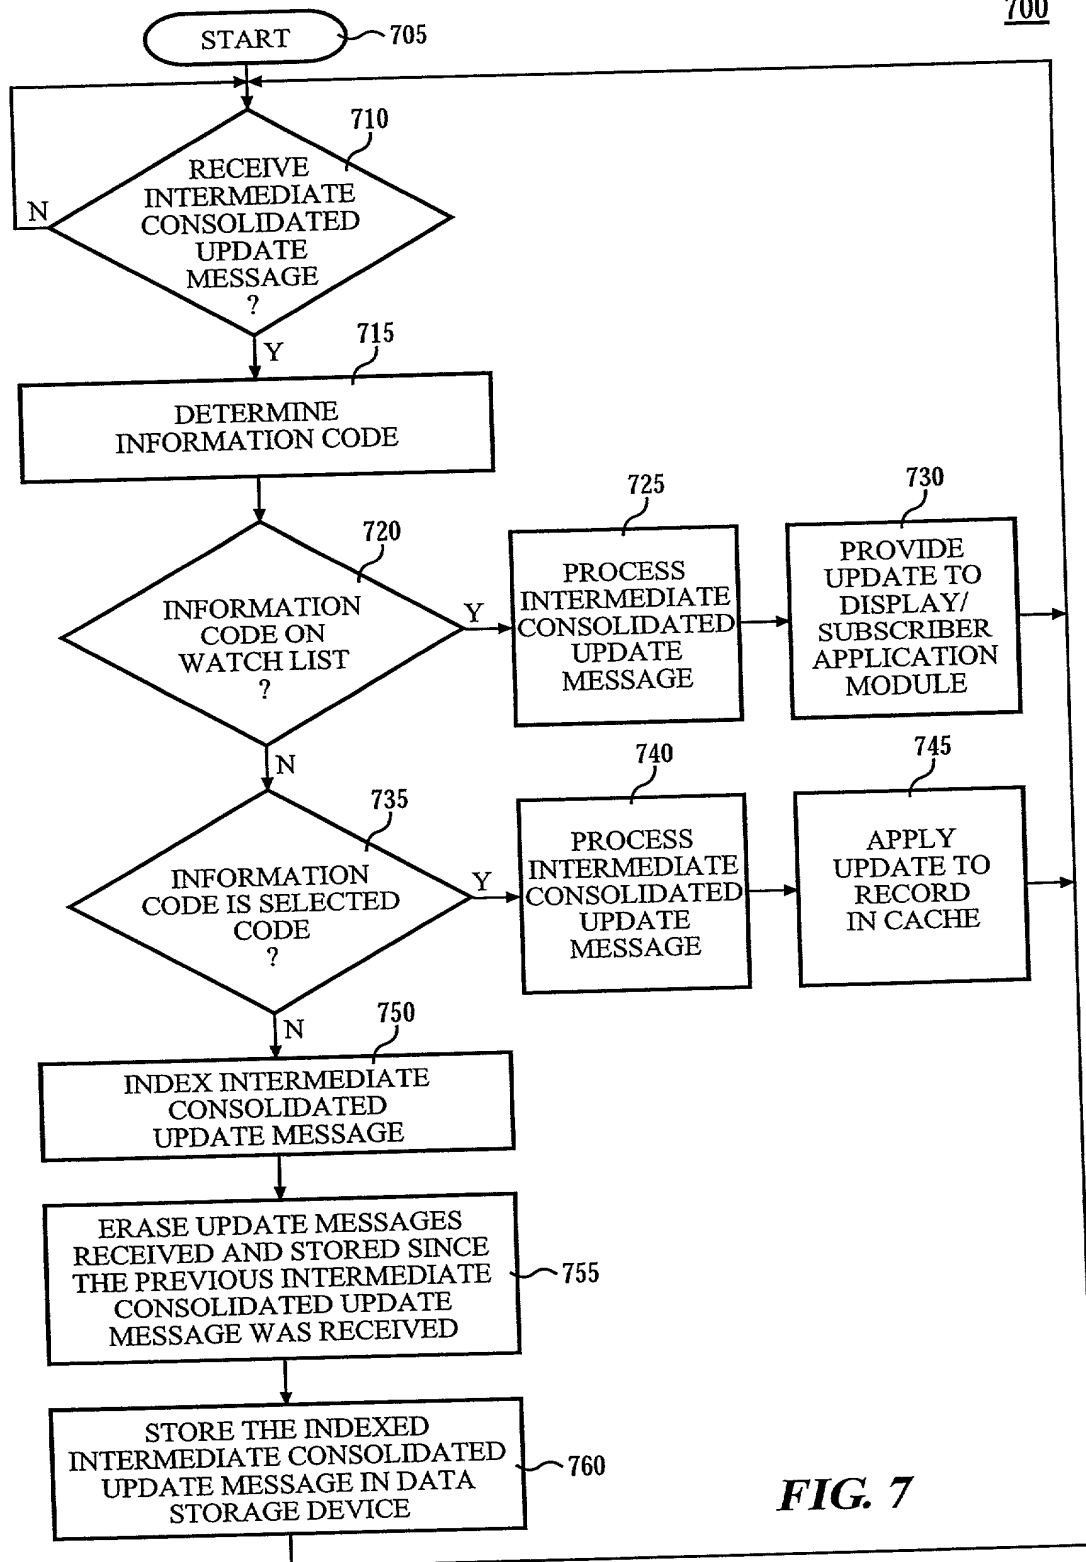 700
START
705
710
RECEIVE
INTERMEDIATE
CONSOLIDATED
UPDATE
MESSAGE
?
N
Y
715
DETERMINE
INFORMATION CODE
720
INFORMATION
CODE ON
WATCH LIST
?
Y
N
725
PROCESS
INTERMEDIATE
CONSOLIDATED
UPDATE
MESSAGE
730
PROVIDE
UPDATE TO
DISPLAY/
SUBSCRIBER
APPLICATION
MODULE
735
INFORMATION
CODE IS SELECTED
CODE
?
Y
N
740
PROCESS
INTERMEDIATE
CONSOLIDATED
UPDATE
MESSAGE
745
APPLY
UPDATE TO
RECORD
IN CACHE
750
INDEX INTERMEDIATE
CONSOLIDATED
UPDATE MESSAGE
ERASE UPDATE MESSAGES
RECEIVED AND STORED SINCE
THE PREVIOUS INTERMEDIATE
CONSOLIDATED UPDATE
MESSAGE WAS RECEIVED
755
STORE THE INDEXED
INTERMEDIATE CONSOLIDATED
UPDATE MESSAGE IN DATA
STORAGE DEVICE
760
FIG. 7